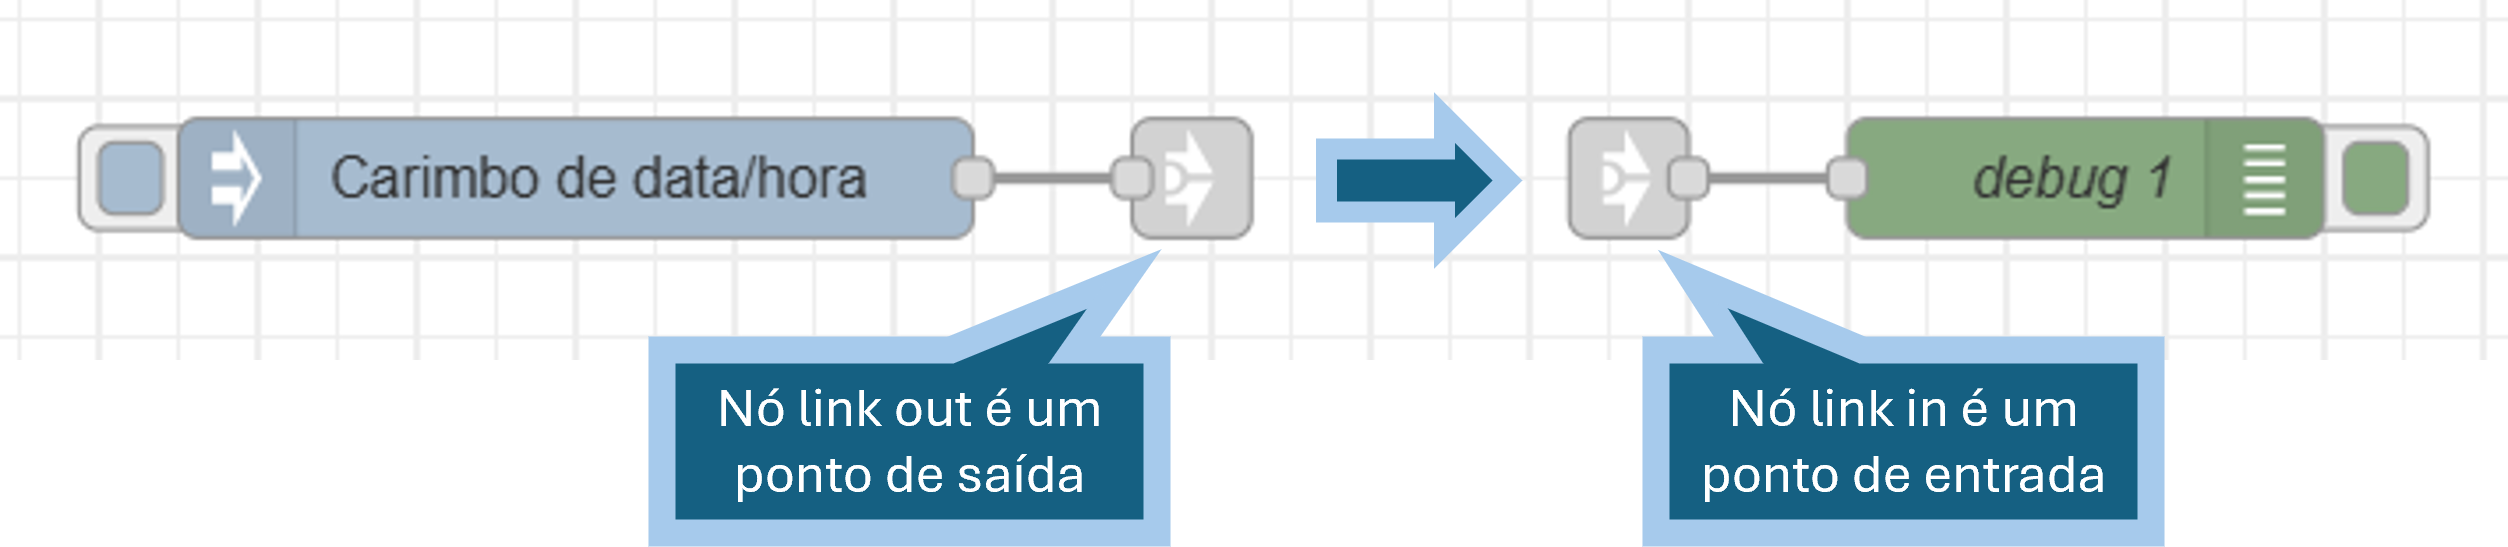 Carimbo de data/hora
debug 1
Nó link out é um
ponto de saída
Nó link in é um
ponto de entrada